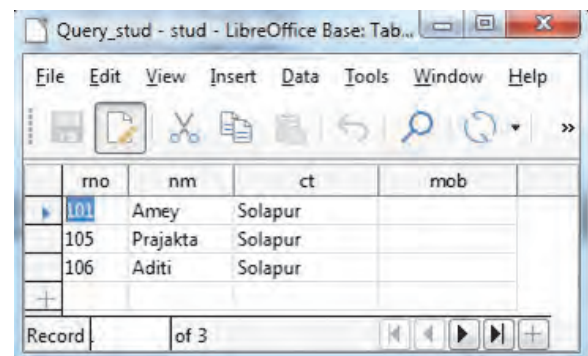 Query_stud - stud - LibreOffice Base: Tab...
File Edit View Insert Data Tools Window Help
»
rno nm ct mob
101 Amey Solapur
105 Prajakta Solapur
106 Aditi Solapur
Record of 3